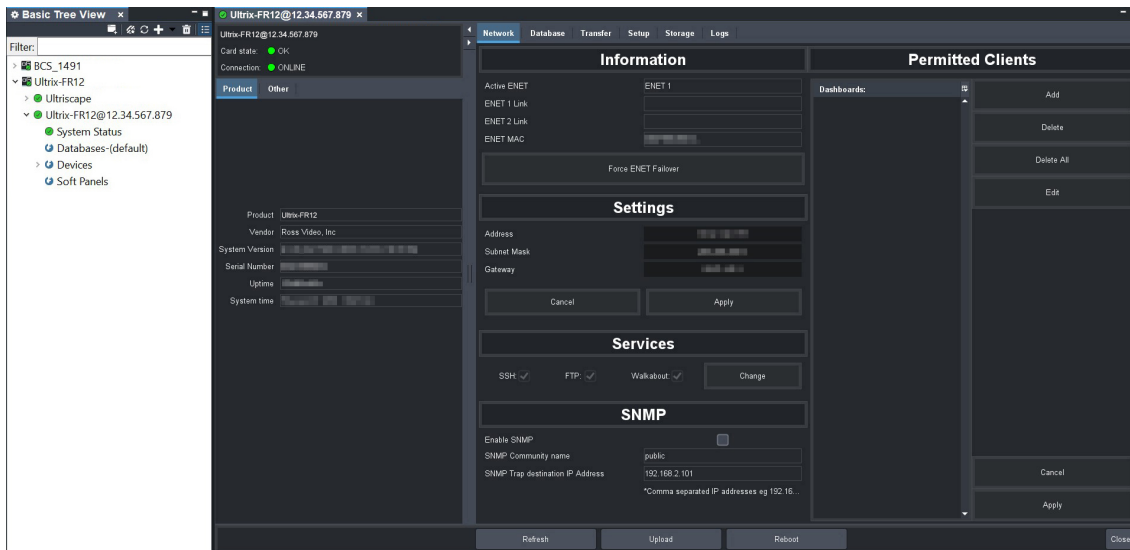 Basic Tree View
Filter:
BCS_1491
Ultrix-FR12
Ultriscape
Ultrix-FR12@12.34.567.879
System Status
Databases-(default)
Devices
Soft Panels
Ultrix-FR12@12.34.567.879
Ultrix-FR12@12.34.567.879
Card state: OK
Connection: ONLINE
Product Other
Product Ultrix-FR12
Vendor Ross Video, Inc
System Version
Serial Number
Uptime
System time
Network Database Transfer Setup Storage Logs
Information
Active ENET ENET 1
ENET 1 Link
ENET 2 Link
ENET MAC
Force ENET Failover
Settings
Address
Subnet Mask
Gateway
Cancel Apply
Services
SSH: FTP: Walkabout: Change
SNMP
Enable SNMP
SNMP Community name public
SNMP Trap destination IP Address 192.168.2.101
*Comma separated IP addresses eg 192.16...
Permitted Clients
Dashboards:
Add
Delete
Delete All
Edit
Cancel
Apply
Refresh Upload Reboot Close